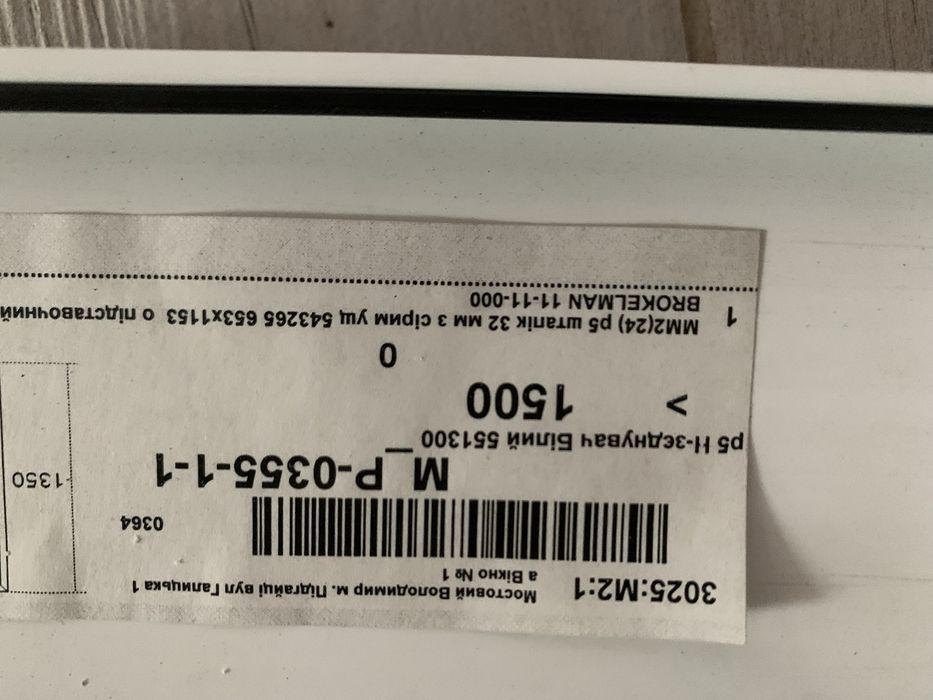 3025:M2:1 Мостовий Володимир м. Підгайці вул Галицька 1
а Вікно № 1
0364
M_P-0355-1-1
р5 Н-зєднувач Білий 551300 _
1350
> 1500
0
1 MM2(24) р5 штапік 32 мм з сірим ущ 543265 653x1153 о підставочний
BROKELMAN 11-11-000